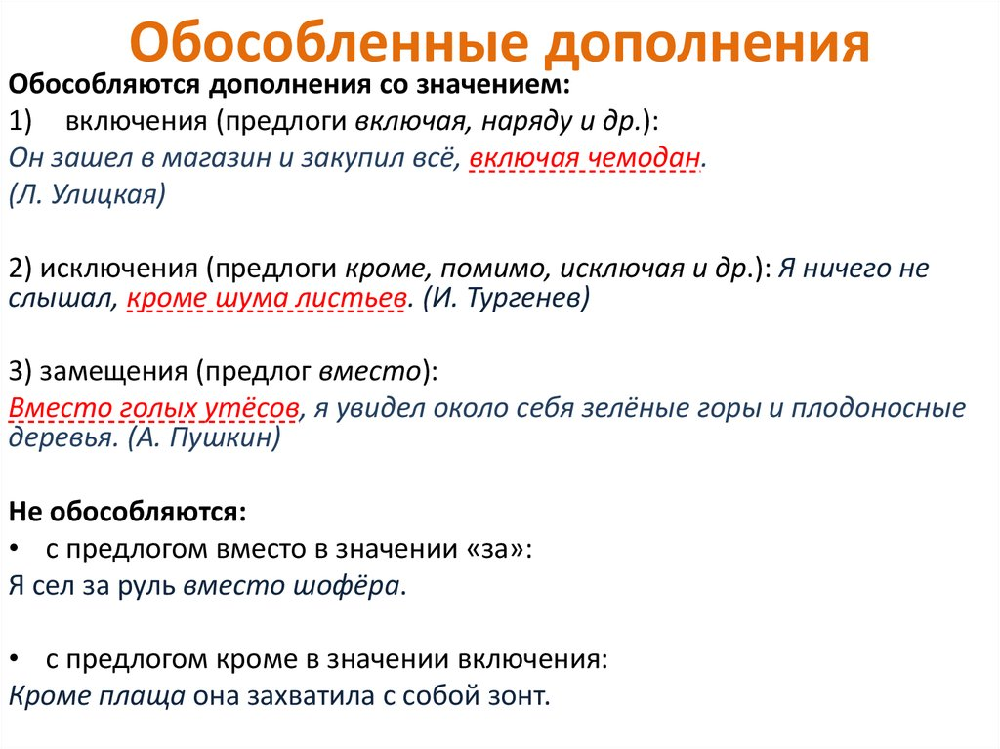 Обособленные дополнения
Обособляются дополнения со значением:
1) включения (предлоги включая, наряду и др.):
Он зашел в магазин и закупил всё, включая чемодан.
(Л. Улицкая)
2) исключения (предлоги кроме, помимо, исключая и др.): Я ничего не
слышал, кроме шума листьев. (И. Тургенев)
3) замещения (предлог вместо):
Вместо голых утёсов, я увидел около себя зелёные горы и плодоносные
деревья. (А. Пушкин)
Не обособляются:
• с предлогом вместо в значении «за»:
Я сел за руль вместо шофёра.
• с предлогом кроме в значении включения:
Кроме плаща она захватила с собой зонт.